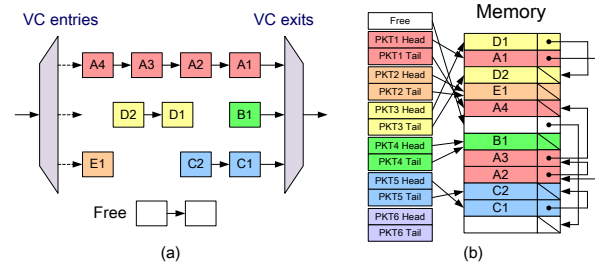 VC entries
VC exits
A4
A3
A2
A1
D2
D1
B1
E1
C2
C1
Free
(a)
Memory
Free
PKT1 Head
PKT1 Tail
PKT2 Head
PKT2 Tail
PKT3 Head
PKT3 Tail
PKT4 Head
PKT4 Tail
PKT5 Head
PKT5 Tail
PKT6 Head
PKT6 Tail
D1
A1
D2
E1
A4
B1
A3
A2
C2
C1
(b)